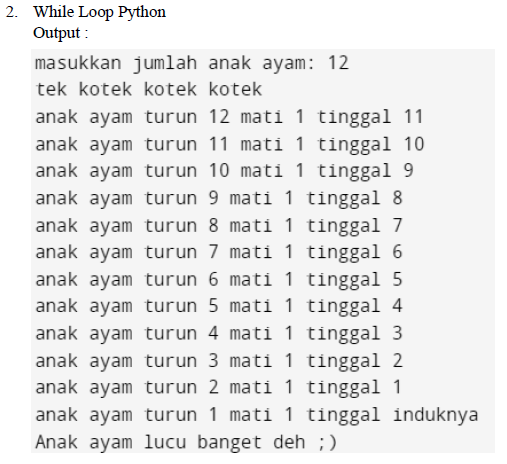 2. While Loop Python
Output :
masukkan jumlah anak ayam: 12
tek kotek kotek kotek
anak ayam turun 12 mati 1 tinggal 11
anak ayam turun 11 mati 1 tinggal 10
anak ayam turun 10 mati 1 tinggal 9
anak ayam turun 9 mati 1 tinggal 8
anak ayam turun 8 mati 1 tinggal 7
anak ayam turun 7 mati 1 tinggal 6
anak ayam turun 6 mati 1 tinggal 5
anak ayam turun 5 mati 1 tinggal 4
anak ayam turun 4 mati 1 tinggal 3
anak ayam turun 3 mati 1 tinggal 2
anak ayam turun 2 mati 1 tinggal 1
anak ayam turun 1 mati 1 tinggal induknya
Anak ayam lucu banget deh ;)